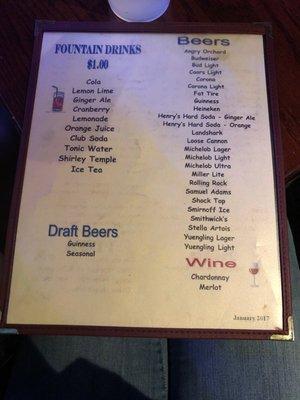 FOUNTAIN DRINKS
$1.00
Cola
Lemon Lime
Ginger Ale
Cranberry
Lemonade
Orange Juice
Club Soda
Tonic Water
Shirley Temple
Ice Tea
Draft Beers
Guinness
Seasonal
Beers
Angry Orchard
Budweiser
Bud Light
Coors Light
Corona
Corona Light
Fat Tire
Guinness
Heineken
Henry's Hard Soda - Ginger Ale
Henry's Hard Soda - Orange
Landshark
Loose Cannon
Michelob Lager
Michelob Light
Michelob Ultra
Miller Lite
Rolling Rock
Samuel Adams
Shock Top
Smirnoff Ice
Smithwick's
Stella Artois
Yuengling Lager
Yuengling Light
Wine
Chardonnay
Merlot
January 2017